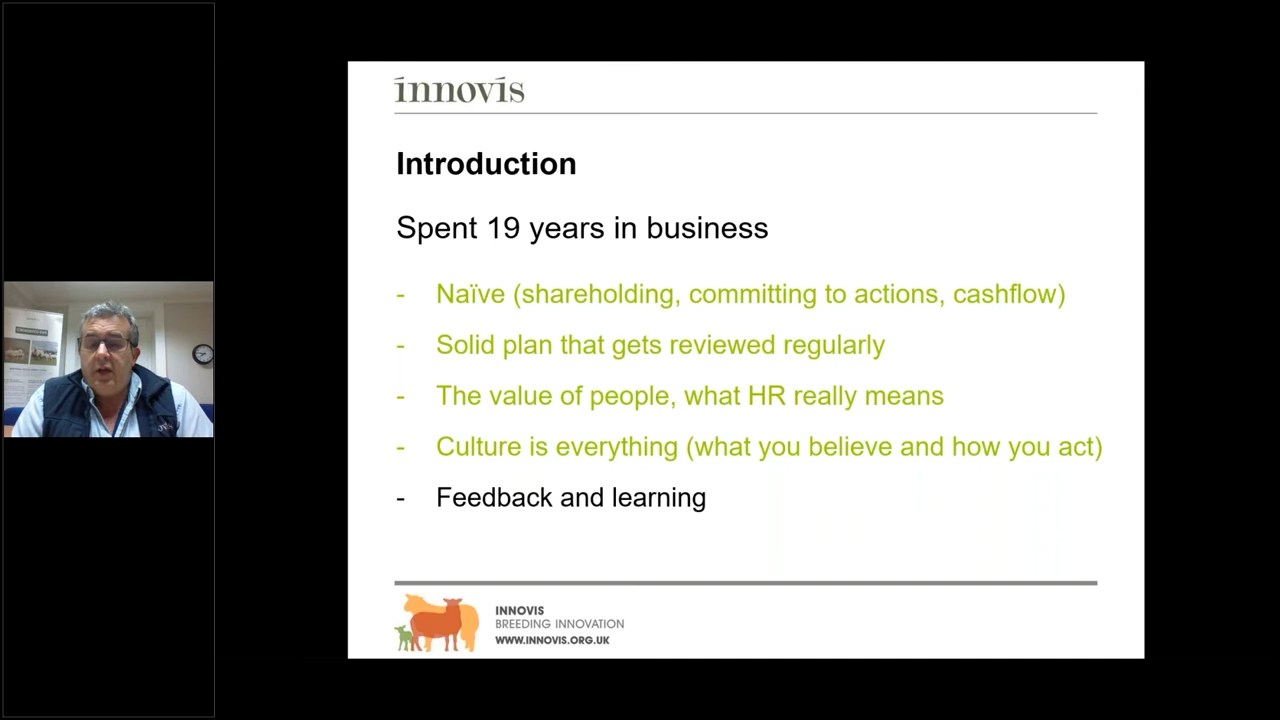 innovis
Introduction
Spent 19 years in business
- Naïve (shareholding, committing to actions, cashflow)
- Solid plan that gets reviewed regularly
- The value of people, what HR really means
- Culture is everything (what you believe and how you act)
- Feedback and learning
INNOVIS
BREEDING INNOVATION
WWW.INNOVIS.ORG.UK